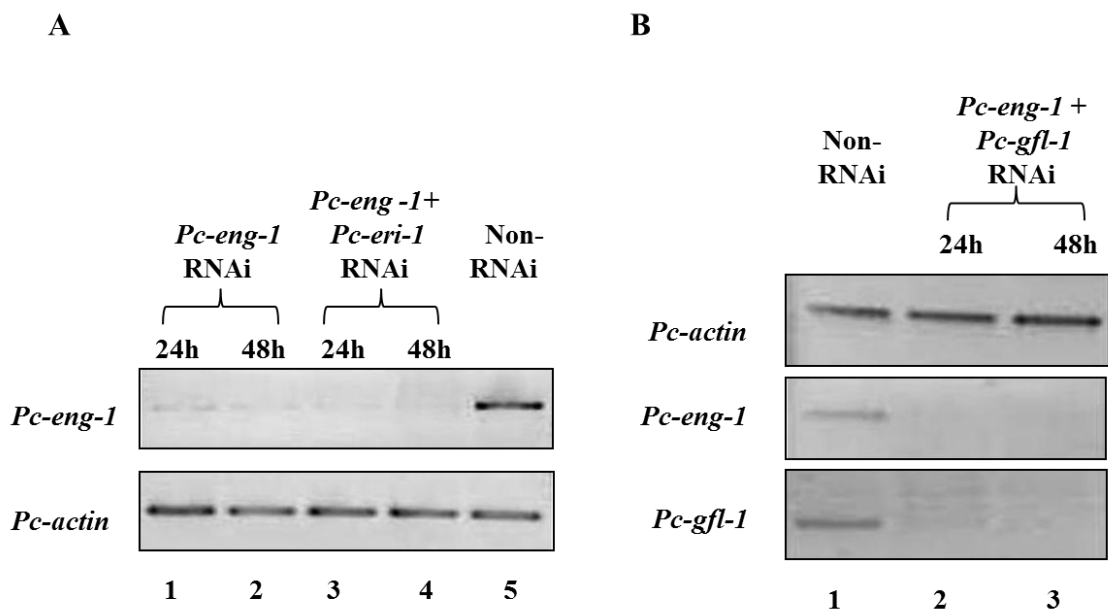 A
Pc-eng-1
RNAi
Pc-eng -1+
Pc-eri-1
RNAi
Non-
RNAi
24h 48h 24h 48h
Pc-eng-1
Pc-actin
1 2 3 4 5
B
Non-
RNAi
Pc-eng-1 +
Pc-gfl-1
RNAi
24h 48h
Pc-actin
Pc-eng-1
Pc-gfl-1
1 2 3